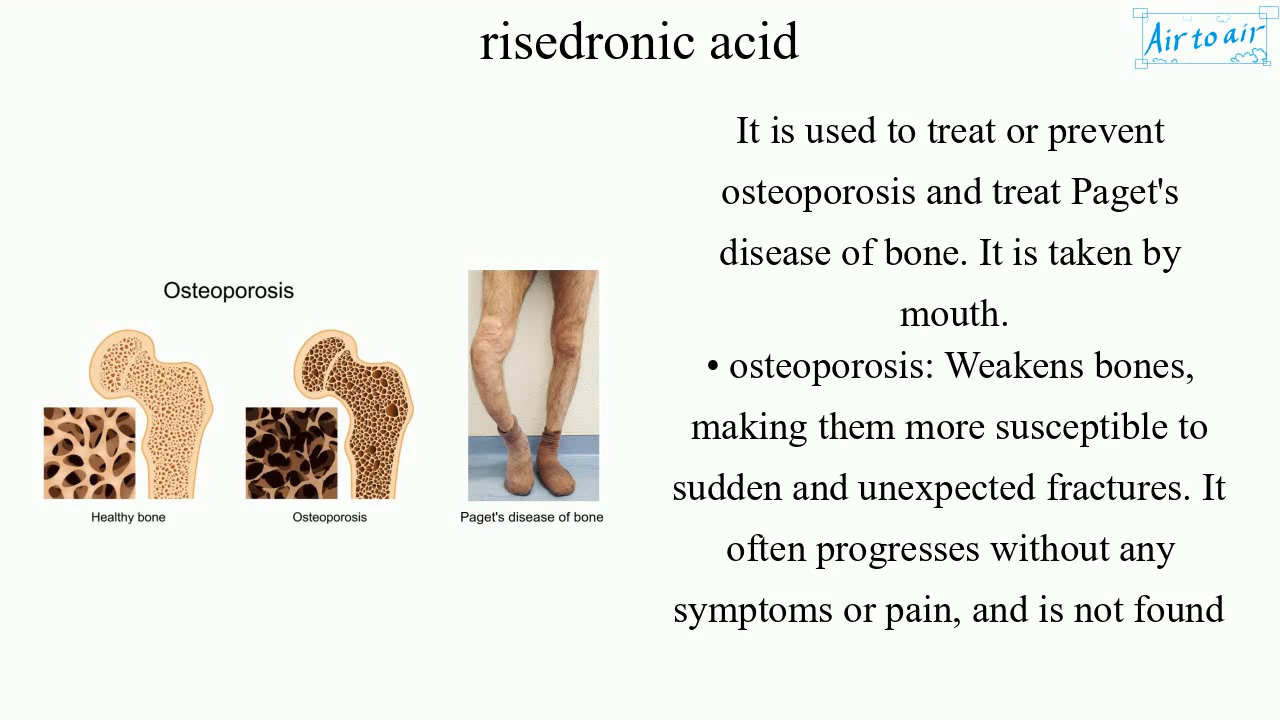 risedronic acid
Air to air
It is used to treat or prevent
osteoporosis and treat Paget's
disease of bone. It is taken by
mouth.
• osteoporosis: Weakens bones,
making them more susceptible to
sudden and unexpected fractures. It
often progresses without any
symptoms or pain, and is not found
Osteoporosis
Healthy bone
Osteoporosis
Paget's disease of bone